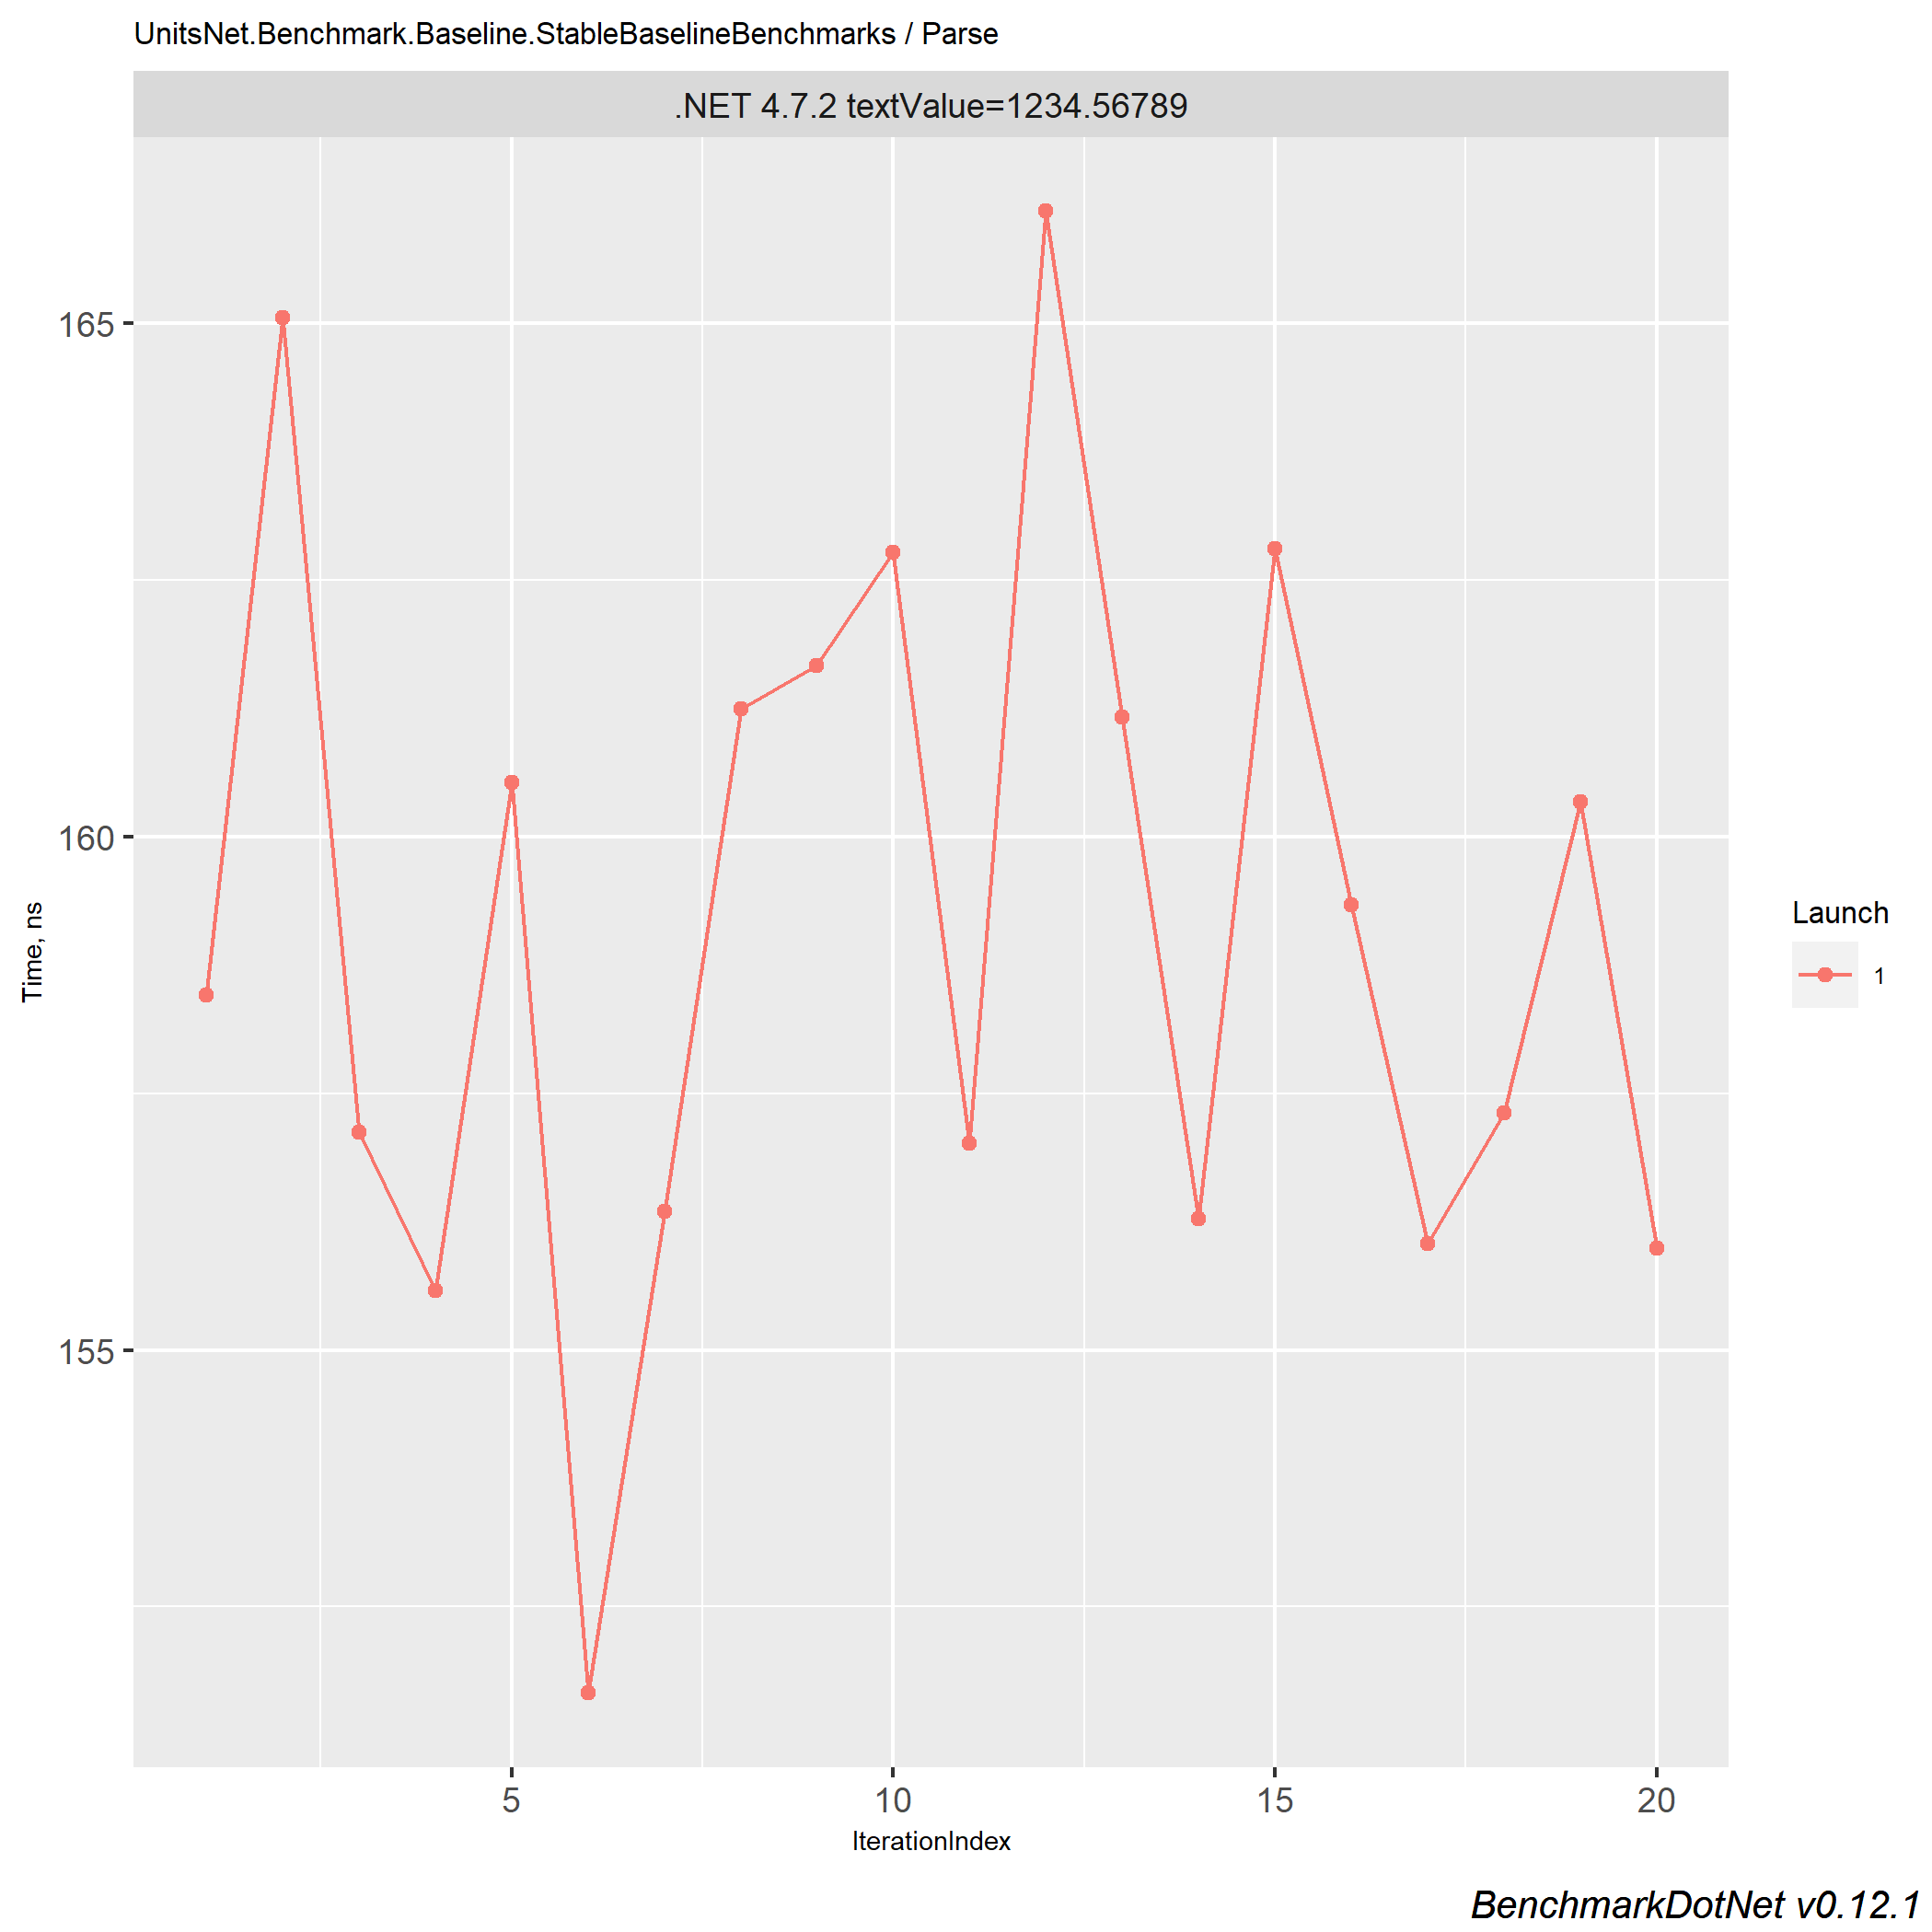 UnitsNet.Benchmark.Baseline.StableBaselineBenchmarks / Parse
.NET 4.7.2 textValue=1234.56789
165
160
155
Time, ns
5 10 15 20
IterationIndex
Launch
1
BenchmarkDotNet v0.12.1